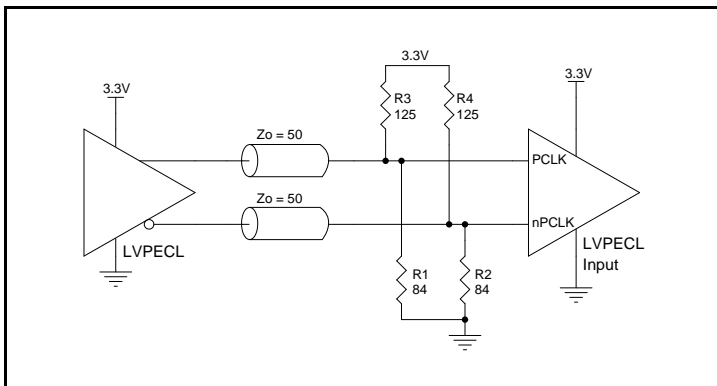 3.3V
3.3V
R3
125
R4
125
3.3V
Zo = 50
PCLK
Zo = 50
nPCLK
LVPECL
LVPECL
Input
R1
84
R2
84